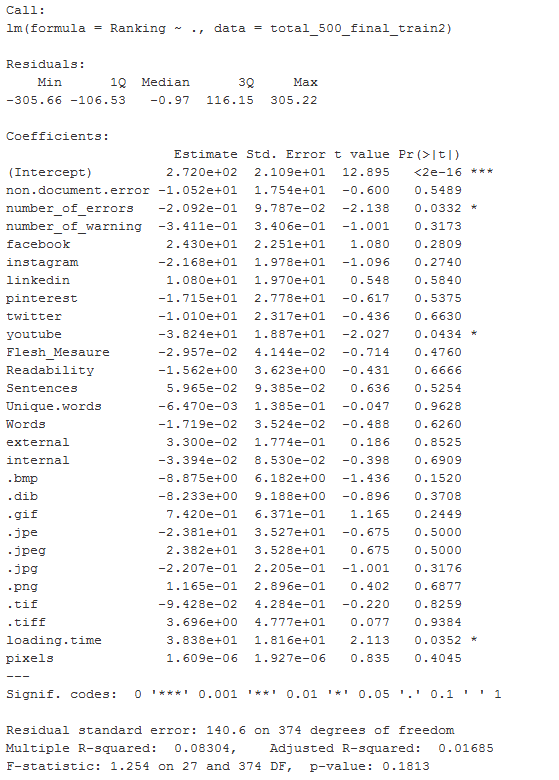 Call:
lm(formula = Ranking ~ ., data = total_500_final_train2)
Residuals:
    Min      1Q  Median      3Q     Max
-305.66 -106.53   -0.97  116.15  305.22
Coefficients:
                     Estimate Std. Error t value Pr(>|t|)
(Intercept)         2.720e+02  2.109e+01  12.895   <2e-16 ***
non.document.error -1.052e+01  1.754e+01  -0.600   0.5489
number_of_errors   -2.092e-01  9.787e-02  -2.138   0.0332 *
number_of_warning  -3.411e-01  3.406e-01  -1.001   0.3173
facebook            2.430e+01  2.251e+01   1.080   0.2809
instagram          -2.168e+01  1.978e+01  -1.096   0.2740
linkedin            1.080e+01  1.970e+01   0.548   0.5840
pinterest          -1.715e+01  2.778e+01  -0.617   0.5375
twitter            -1.010e+01  2.317e+01  -0.436   0.6630
youtube            -3.824e+01  1.887e+01  -2.027   0.0434 *
Flesh_Mesaure      -2.957e-02  4.144e-02  -0.714   0.4760
Readability        -1.562e+00  3.623e+00  -0.431   0.6666
Sentences           5.965e-02  9.385e-02   0.636   0.5254
Unique.words       -6.470e-03  1.385e-01  -0.047   0.9628
Words              -1.719e-02  3.524e-02  -0.488   0.6260
external            3.300e-02  1.774e-01   0.186   0.8525
internal           -3.394e-02  8.530e-02  -0.398   0.6909
.bmp               -8.875e+00  6.182e+00  -1.436   0.1520
.dib               -8.233e+00  9.188e+00  -0.896   0.3708
.gif                7.420e-01  6.371e-01   1.165   0.2449
.jpe               -2.381e+01  3.527e+01  -0.675   0.5000
.jpeg               2.382e+01  3.528e+01   0.675   0.5000
.jpg               -2.207e-01  2.205e-01  -1.001   0.3176
.png                1.165e-01  2.896e-01   0.402   0.6877
.tif               -9.428e-02  4.284e-01  -0.220   0.8259
.tiff               3.696e+00  4.777e+01   0.077   0.9384
loading.time        3.838e+01  1.816e+01   2.113   0.0352 *
pixels              1.609e-06  1.927e-06   0.835   0.4045
---
Signif. codes:  0 '***' 0.001 '**' 0.01 '*' 0.05 '.' 0.1 ' ' 1
Residual standard error: 140.6 on 374 degrees of freedom
Multiple R-squared:  0.08304,    Adjusted R-squared:  0.01685
F-statistic: 1.254 on 27 and 374 DF,  p-value: 0.1813